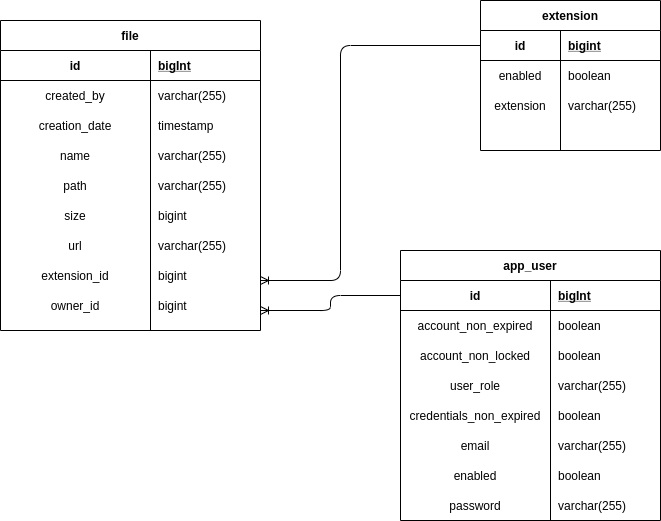 file
id bigInt
created_by varchar(255)
creation_date timestamp
name varchar(255)
path varchar(255)
size bigint
url varchar(255)
extension_id bigint
owner_id bigint
extension
id bigint
enabled boolean
extension varchar(255)
app_user
id bigInt
account_non_expired boolean
account_non_locked boolean
user_role varchar(255)
credentials_non_expired boolean
email varchar(255)
enabled boolean
password varchar(255)